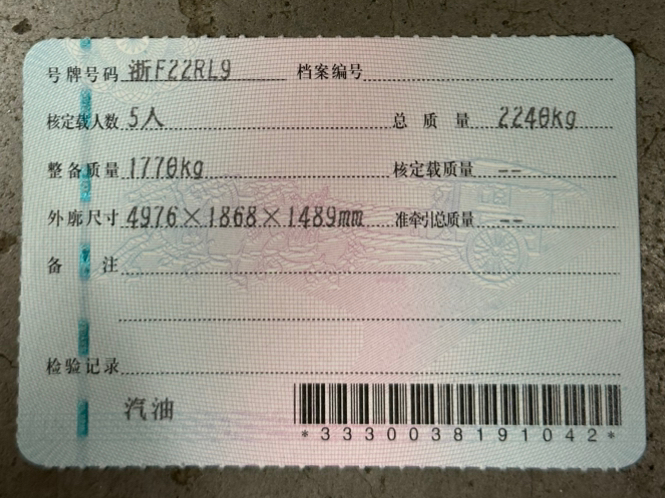 号牌号码 浙F22RL9 档案编号
核定载人数 5人 总质量 2240kg
整备质量 1770kg 核定载质量 --
外廓尺寸 4976×1868×1489mm 准牵引总质量 --
备注
检验记录
汽油
*3330038191042*